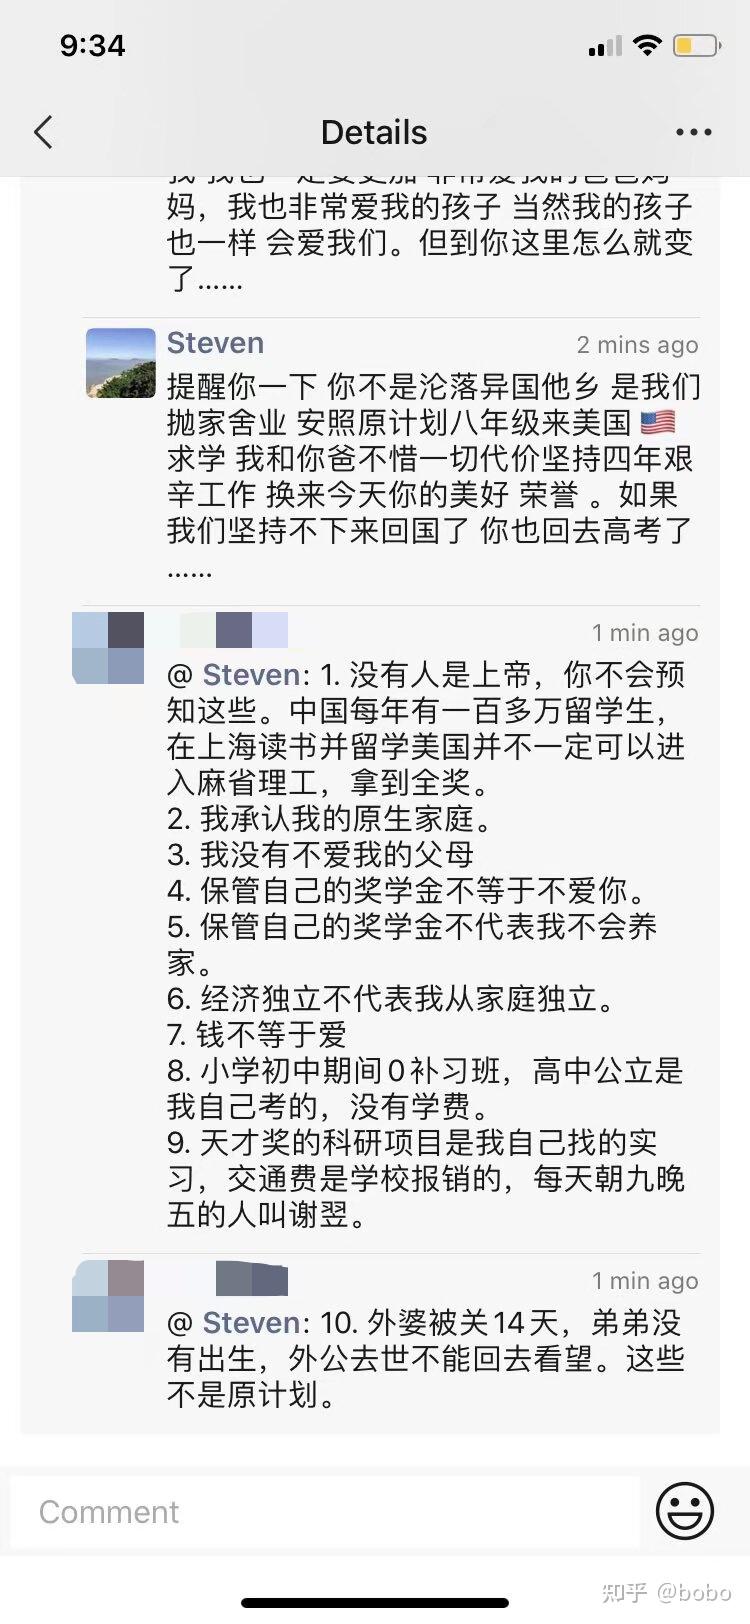 9:34
Details
妈，我也非常爱我的孩子 当然我的孩子
也一样 会爱我们。但到你这里怎么就变
了……
Steven
2 mins ago
提醒你一下 你不是沦落异国他乡 是我们
抛家舍业 安照原计划八年级来美国🇺🇸
求学 我和你爸不惜一切代价坚持四年艰
辛工作 换来今天你的美好 荣誉 。如果
我们坚持不下来回国了 你也回去高考了
……
1 min ago
@ Steven: 1. 没有人是上帝，你不会预
知这些。中国每年有一百多万留学生，
在上海读书并留学美国并不一定可以进
入麻省理工，拿到全奖。
2. 我承认我的原生家庭。
3. 我没有不爱我的父母
4. 保管自己的奖学金不等于不爱你。
5. 保管自己的奖学金不代表我不会养
家。
6. 经济独立不代表我从家庭独立。
7. 钱不等于爱
8. 小学初中期间0补习班，高中公立是
我自己考的，没有学费。
9. 天才奖的科研项目是我自己找的实
习，交通费是学校报销的，每天朝九晚
五的人叫谢翌。
1 min ago
@ Steven: 10. 外婆被关14天，弟弟没
有出生，外公去世不能回去看望。这些
不是原计划。
Comment
知乎 @bobo